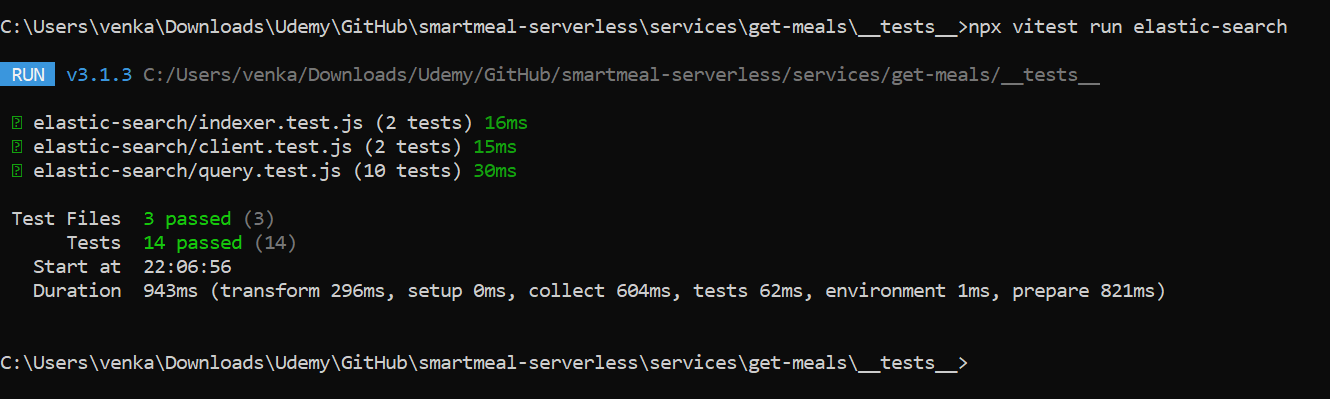 C:\Users\venka\Downloads\Udemy\GitHub\smartmeal-serverless\services\get-meals\__tests__>npx vitest run elastic-search
RUN v3.1.3 C:/Users/venka/Downloads/Udemy/GitHub/smartmeal-serverless/services/get-meals/__tests__
elastic-search/indexer.test.js (2 tests) 16ms
elastic-search/client.test.js (2 tests) 15ms
elastic-search/query.test.js (10 tests) 30ms
Test Files 3 passed (3)
Tests 14 passed (14)
Start at 22:06:56
Duration 943ms (transform 296ms, setup 0ms, collect 604ms, tests 62ms, environment 1ms, prepare 821ms)
C:\Users\venka\Downloads\Udemy\GitHub\smartmeal-serverless\services\get-meals\__tests__>